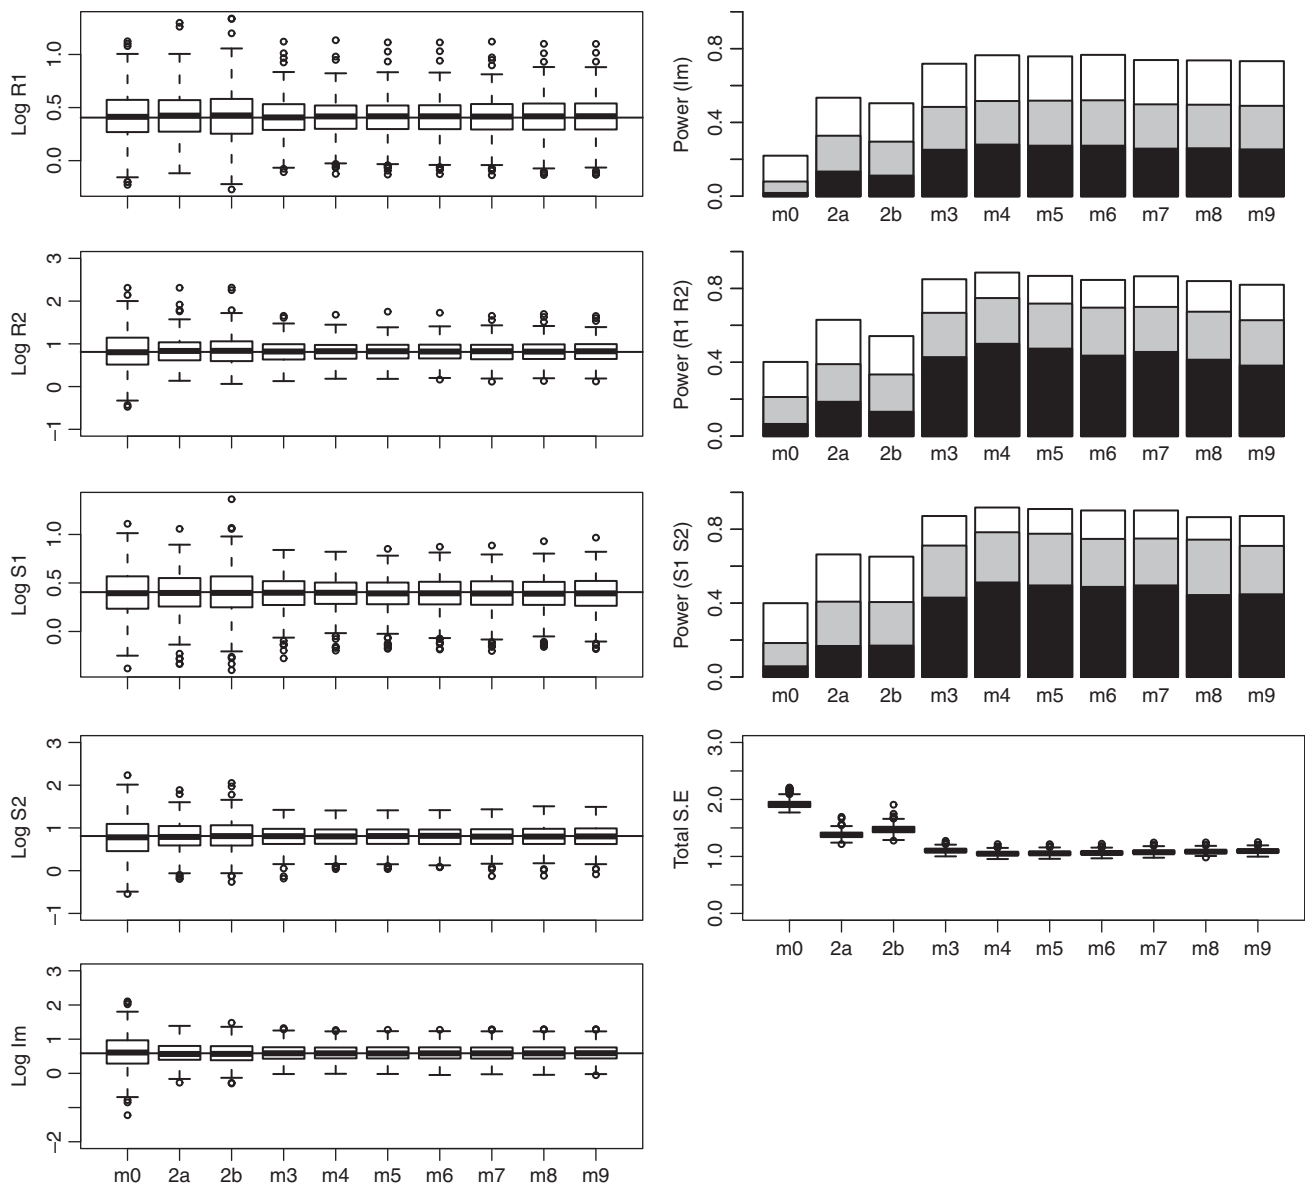 Log R1
1.0
0.5
0.0
Power (Im)
0.8
0.4
0.0
m0 2a 2b m3 m4 m5 m6 m7 m8 m9
Log R2
3
2
1
0
−1
Power (R1 R2)
0.8
0.4
0.0
m0 2a 2b m3 m4 m5 m6 m7 m8 m9
Log S1
1.0
0.5
0.0
Power (S1 S2)
0.8
0.4
0.0
m0 2a 2b m3 m4 m5 m6 m7 m8 m9
Log S2
3
2
1
0
−1
Total S.E
3.0
2.0
1.0
0.0
m0 2a 2b m3 m4 m5 m6 m7 m8 m9
Log Im
3
2
1
0
−2
m0 2a 2b m3 m4 m5 m6 m7 m8 m9